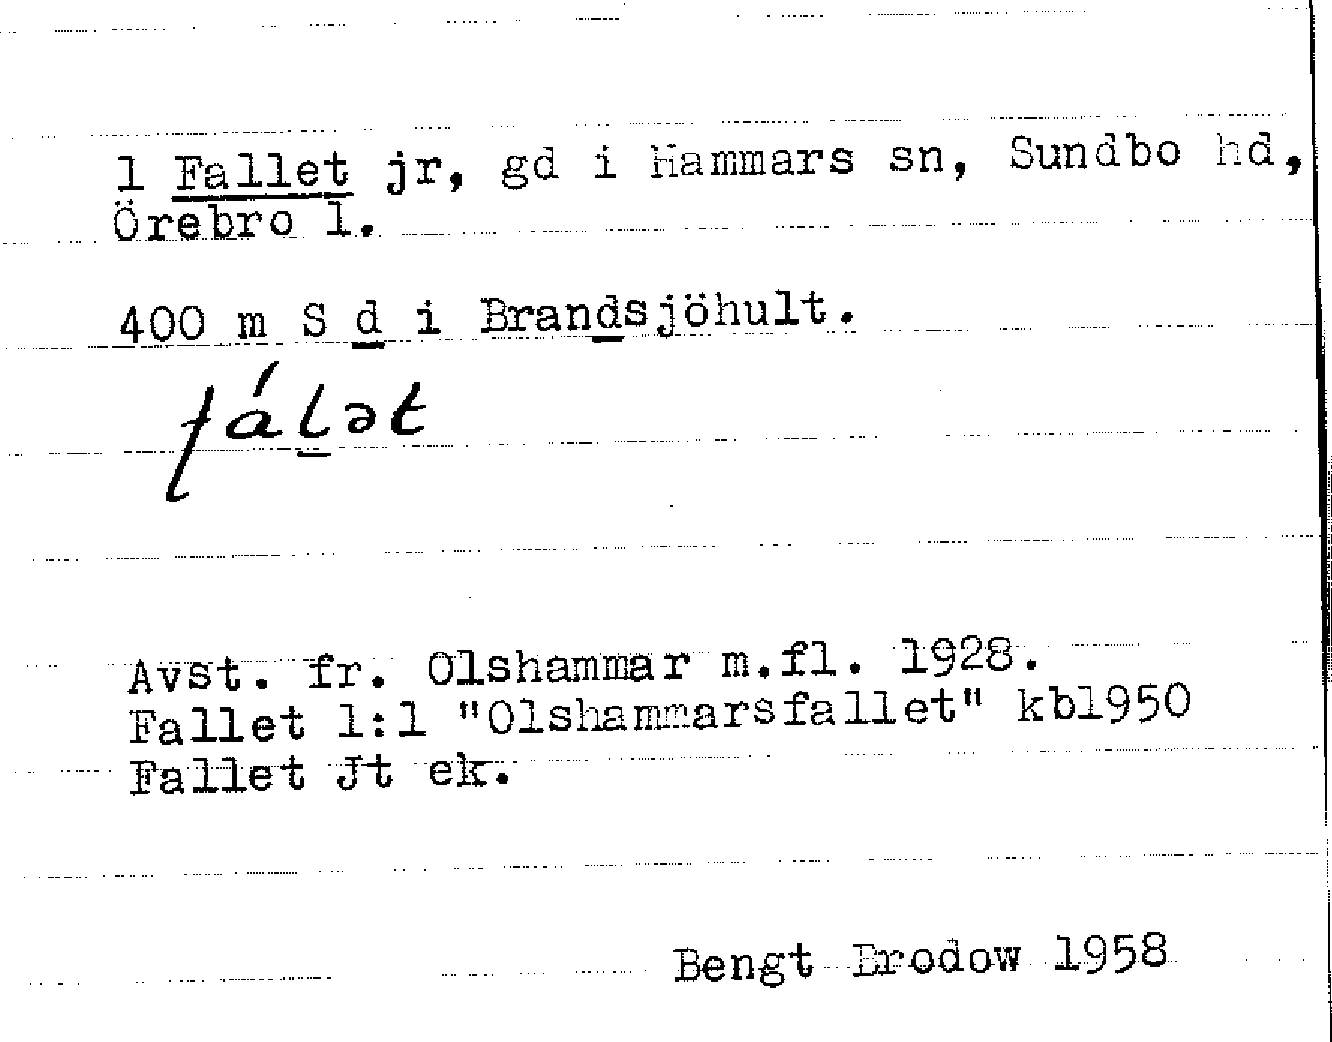 1 Fallet jr, gd i Hammars sn, Sundbo hd,
Örebro l.
400 m S d i Brandsjöhult.
fálət
Avst. fr. Olshammar m.fl. 1928.
Fallet 1:1 "Olshammarsfallet" kb1950
Fallet Jt ek.
Bengt Brodow 1958